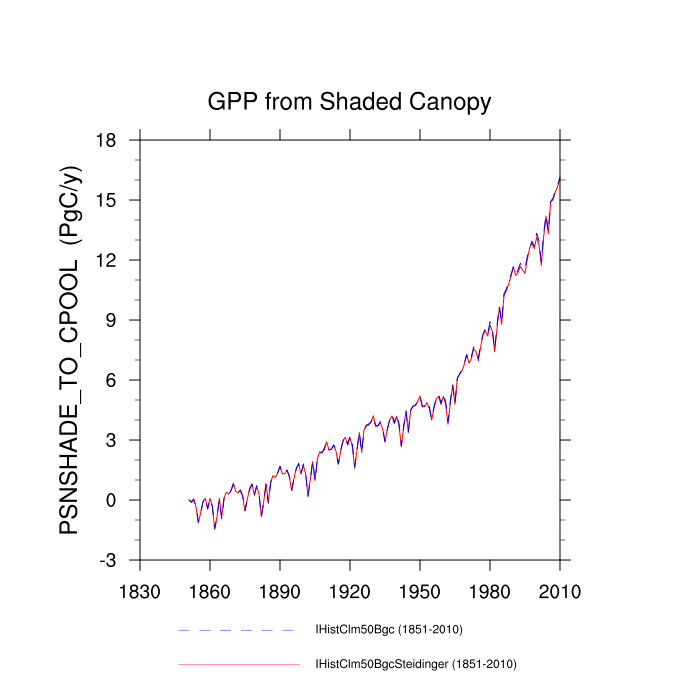 GPP from Shaded Canopy
PSNSHADE_TO_CPOOL (PgC/y)
18
15
12
9
6
3
0
-3
1830 1860 1890 1920 1950 1980 2010
IHistClm50Bgc (1851-2010)
IHistClm50BgcSteidinger (1851-2010)